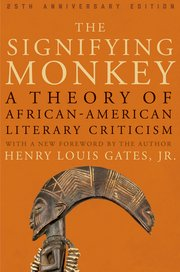 25TH ANNIVERSARY EDITION
THE
SIGNIFYING
MONKEY
A THEORY OF
AFRICAN-AMERICAN
LITERARY CRITICISM
WITH A NEW FOREWORD BY THE AUTHOR
HENRY LOUIS GATES, JR.